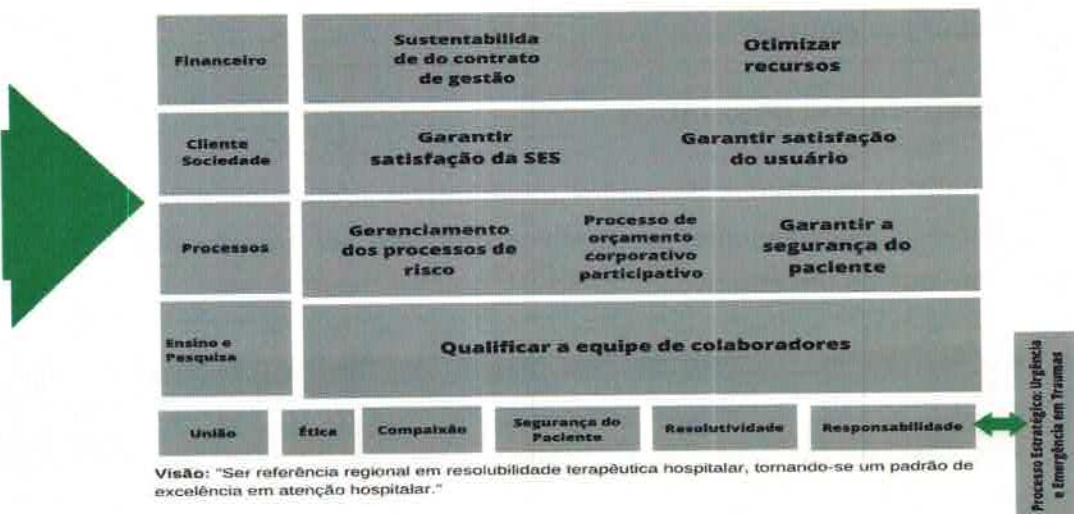 Financeiro
Sustentabilida
de do contrato
de gestão
Otimizar
recursos
Cliente
Sociedade
Garantir
satisfação da SES
Garantir satisfação
do usuário
Processos
Gerenciamento
dos processos de
risco
Processo de
orçamento
corporativo
participativo
Garantir a
segurança do
paciente
Ensino e
Pesquisa
Qualificar a equipe de colaboradores
União
Ética
Compaixão
Segurança do
Paciente
Resolutividade
Responsabilidade
Processo Estratégico: Urgência
e Emergência em Traumas
Visão: "Ser referência regional em resolubilidade terapêutica hospitalar, tornando-se um padrão de
excelência em atenção hospitalar."